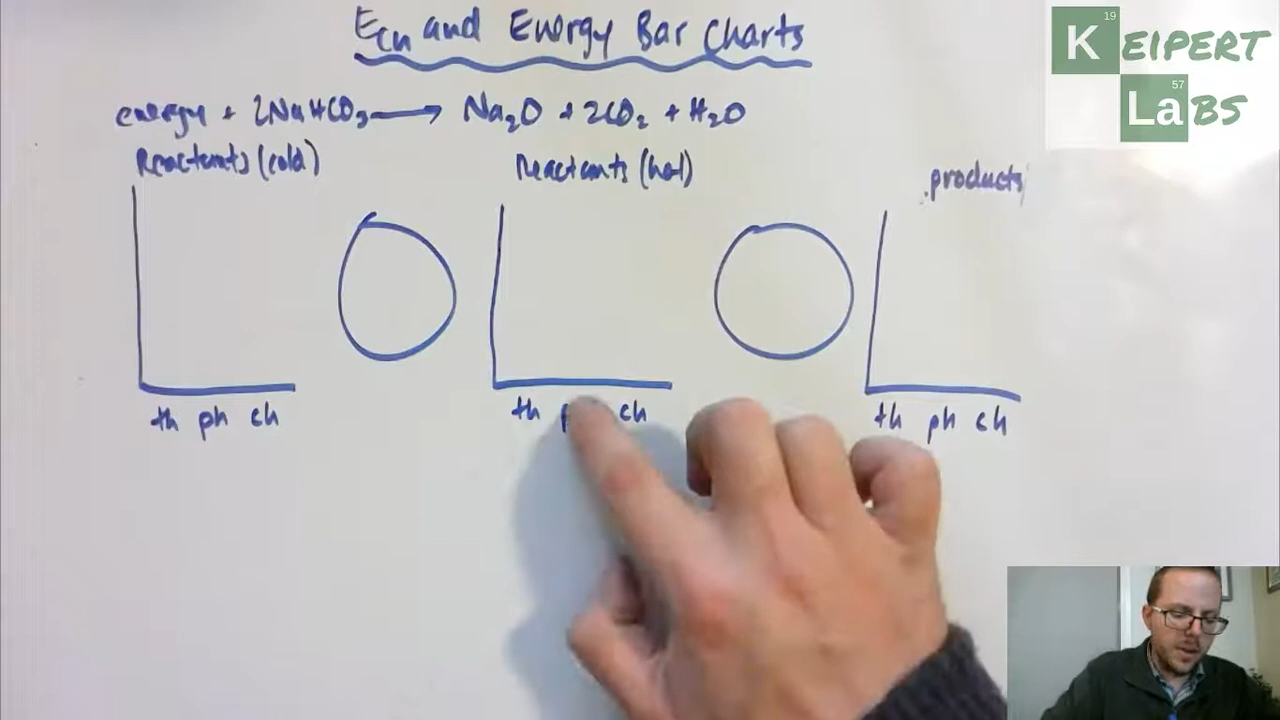 E_ch and Energy Bar Charts
19
KEIPERT
57
LaBS
energy + 2NaHCO₃ → Na₂O + 2CO₂ + H₂O
Reactants (cold)
Reactants (hot)
products
th ph ch
th p ch
th ph ch